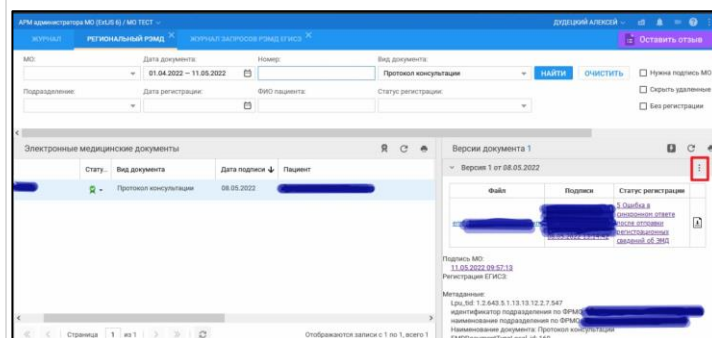 АРМ администратора МО (ExtJS 6) / МО ТЕСТ
ДУДЕЦКИЙ АЛЕКСЕЙ
ЖУРНАЛ
РЕГИОНАЛЬНЫЙ РЭМД
ЖУРНАЛ ЗАПРОСОВ РЭМД ЕГИСЗ
Оставить отзыв
МО:
Дата документа:
Номер:
Вид документа:
01.04.2022 – 11.05.2022
Протокол консультации
НАЙТИ
ОЧИСТИТЬ
Нужна подпись МО
Подразделение:
Дата регистрации:
ФИО пациента:
Статус регистрации:
Скрыть удаленные
Без регистрации
Электронные медицинские документы
Стату...
Вид документа
Дата подписи
Пациент
Протокол консультации
08.05.2022
Страница 1 из 1
Отображаются записи с 1 по 1, всего 1
Версии документа 1
Версия 1 от 08.05.2022
Файл
Подписи
Статус регистрации
5 Ошибка в
синхронном ответе
после отправки
регистрационных
сведений об ЭМД
Подпись МО:
11.05.2022 09:57:13
Регистрация ЕГИСЗ:
Метаданные:
Lpu_tid: 1.2.643.5.1.13.13.12.2.7.547
идентификатор подразделения по ФРМО
наименование подразделения по ФРМО
Наименование документа: Протокол консультации